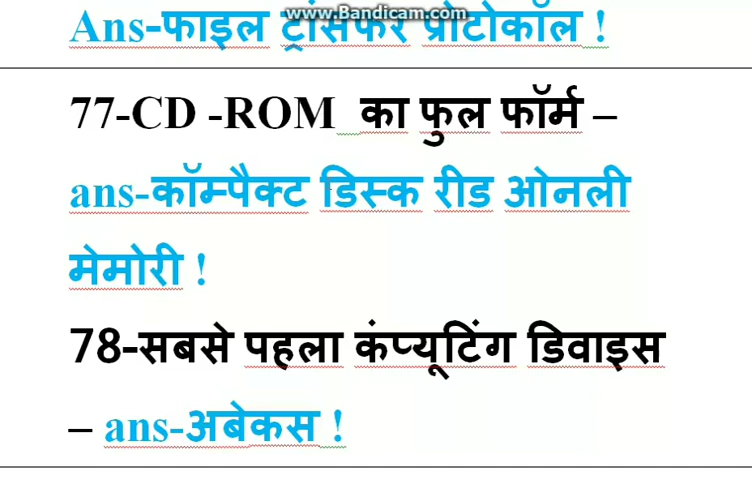 www.Bandicam.com
Ans-फाइल ट्रांसफर प्रोटोकॉल !
77-CD -ROM का फुल फॉर्म –
ans-कॉम्पैक्ट डिस्क रीड ओनली
मेमोरी !
78-सबसे पहला कंप्यूटिंग डिवाइस
– ans-अबेकस !